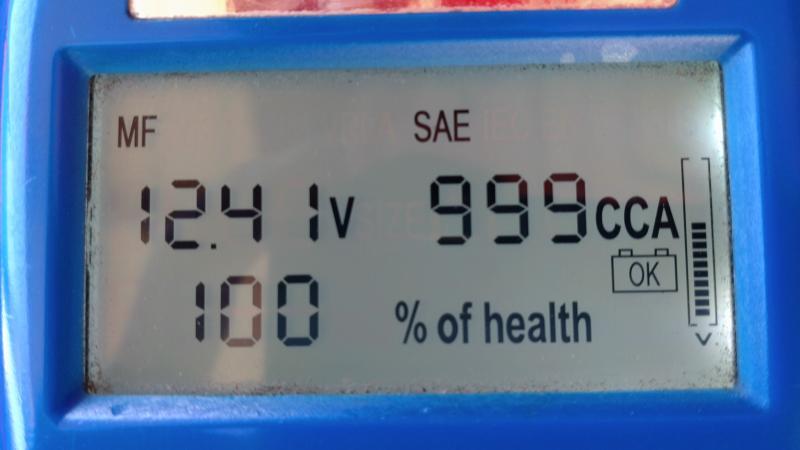 MF SAE
12.41V 999CCA
OK
100 % of health